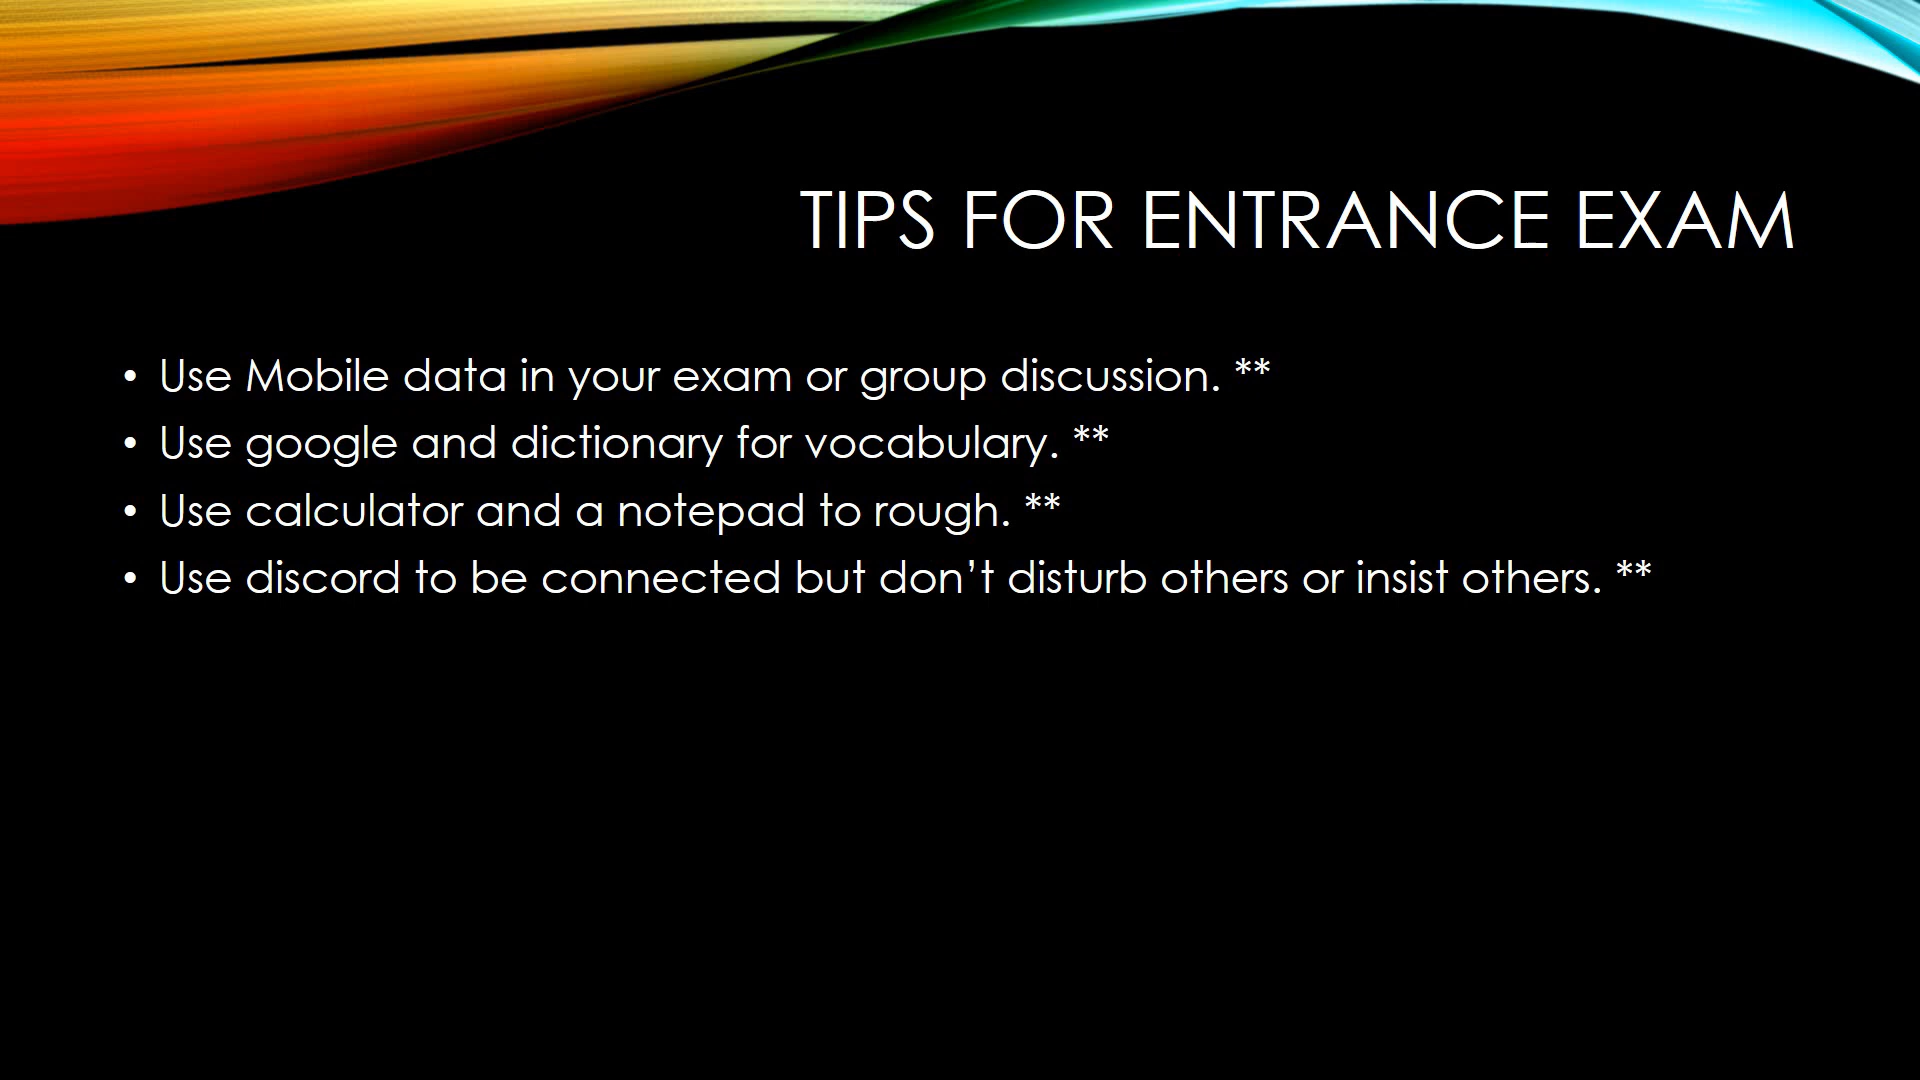 TIPS FOR ENTRANCE EXAM
• Use Mobile data in your exam or group discussion. **
• Use google and dictionary for vocabulary. **
• Use calculator and a notepad to rough. **
• Use discord to be connected but don’t disturb others or insist others. **